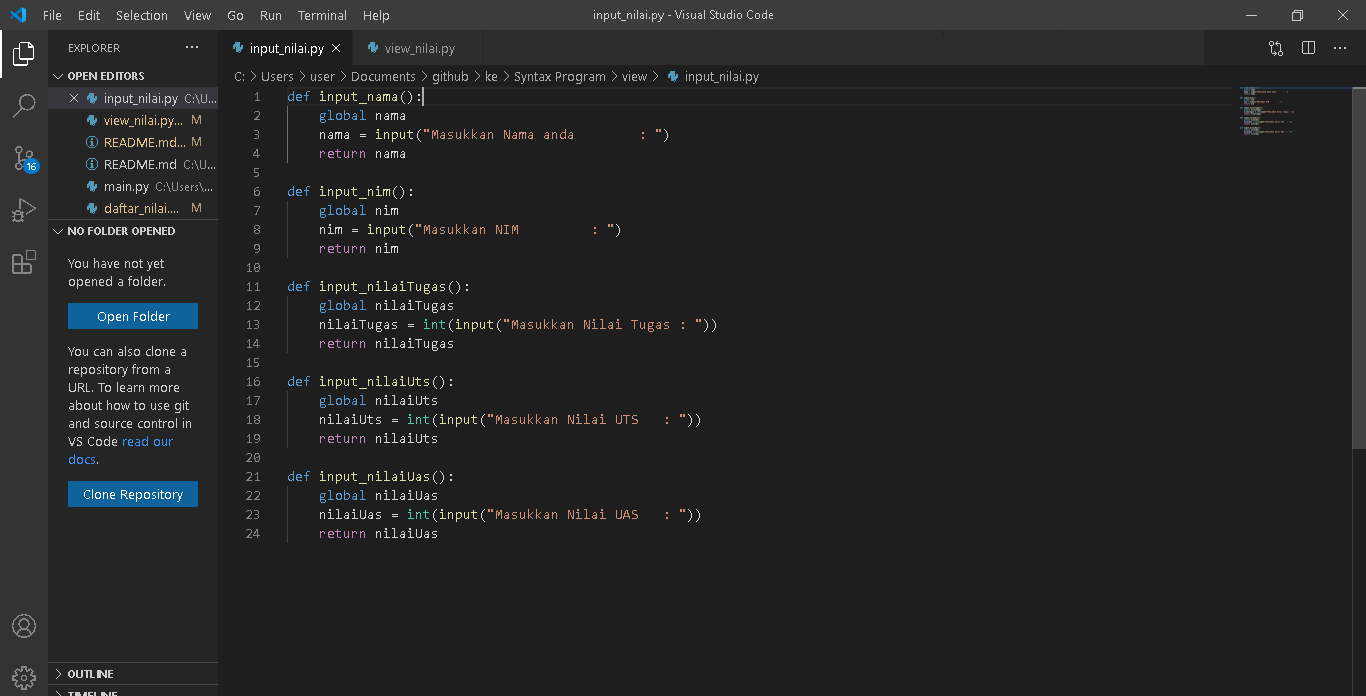 File Edit Selection View Go Run Terminal Help input_nilai.py - Visual Studio Code
EXPLORER
OPEN EDITORS
input_nilai.py C:\U...
view_nilai.py... M
README.md... M
README.md C:\U...
main.py C:\Users\...
daftar_nilai.... M
NO FOLDER OPENED
You have not yet
opened a folder.
Open Folder
You can also clone a
repository from a
URL. To learn more
about how to use git
and source control in
VS Code read our
docs.
Clone Repository
OUTLINE
TIMELINE
16
input_nilai.py view_nilai.py
C: > Users > user > Documents > github > ke > Syntax Program > view > input_nilai.py
1 def input_nama():
2     global nama
3     nama = input("Masukkan Nama anda        : ")
4     return nama
5
6 def input_nim():
7     global nim
8     nim = input("Masukkan NIM         : ")
9     return nim
10
11 def input_nilaiTugas():
12     global nilaiTugas
13     nilaiTugas = int(input("Masukkan Nilai Tugas : "))
14     return nilaiTugas
15
16 def input_nilaiUts():
17     global nilaiUts
18     nilaiUts = int(input("Masukkan Nilai UTS   : "))
19     return nilaiUts
20
21 def input_nilaiUas():
22     global nilaiUas
23     nilaiUas = int(input("Masukkan Nilai UAS   : "))
24     return nilaiUas